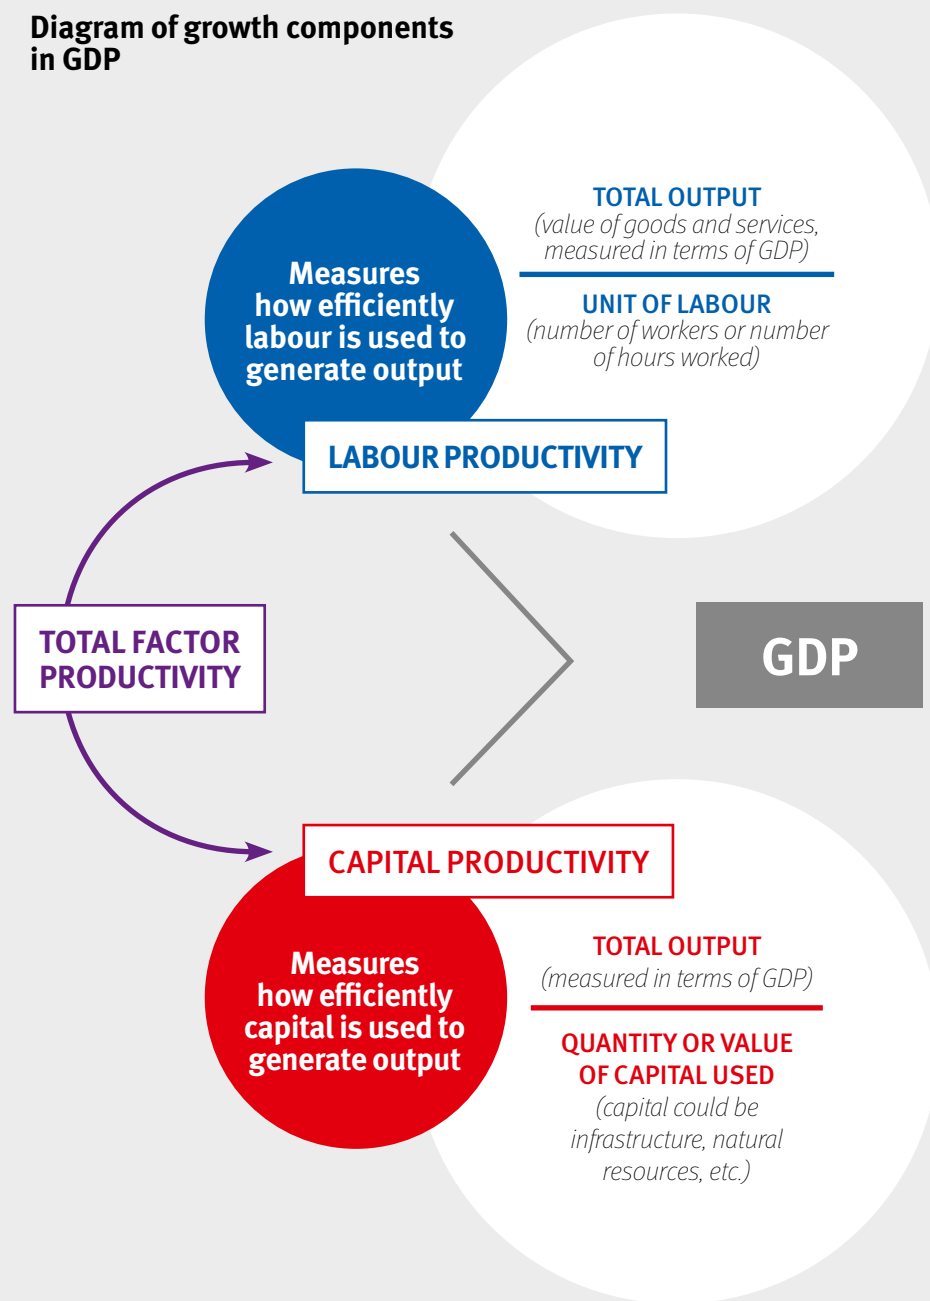 Diagram of growth components
in GDP
TOTAL OUTPUT
(value of goods and services,
measured in terms of GDP)
UNIT OF LABOUR
(number of workers or number
of hours worked)
Measures
how efficiently
labour is used to
generate output
LABOUR PRODUCTIVITY
TOTAL FACTOR
PRODUCTIVITY
GDP
CAPITAL PRODUCTIVITY
Measures
how efficiently
capital is used to
generate output
TOTAL OUTPUT
(measured in terms of GDP)
QUANTITY OR VALUE
OF CAPITAL USED
(capital could be
infrastructure, natural
resources, etc.)